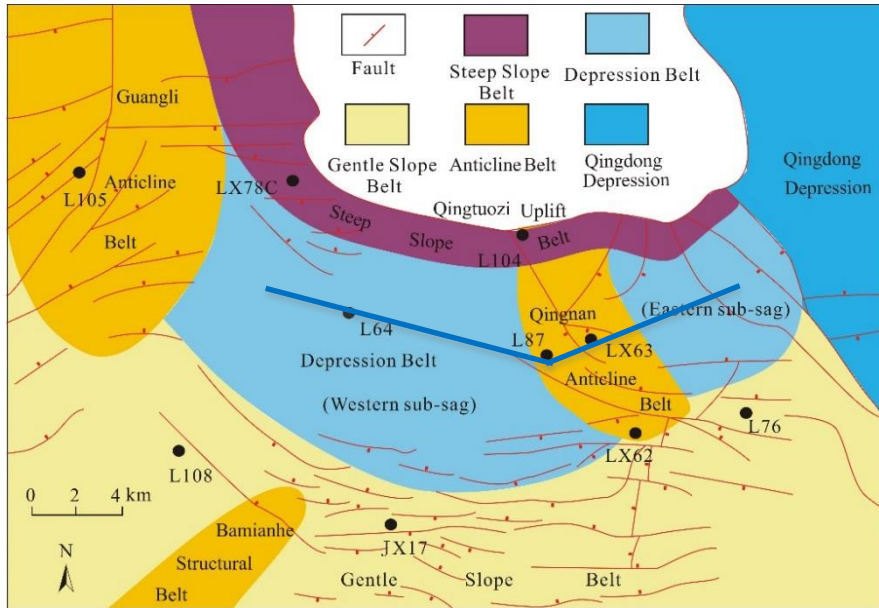 Fault
Steep Slope
Belt
Depression Belt
Gentle Slope
Belt
Anticline Belt
Qingdong
Depression
Guangli
Anticline
Belt
L105
LX78C
Qingtuozi Uplift
Steep
Slope
Belt
L104
Qingdong
Depression
L64
Depression Belt
(Western sub-sag)
Qingnan
L87
LX63
Anticline
Belt
(Eastern sub-sag)
L76
LX62
L108
0 4 km
N
Bamianhe
Structural
Belt
JX17
Gentle Slope Belt